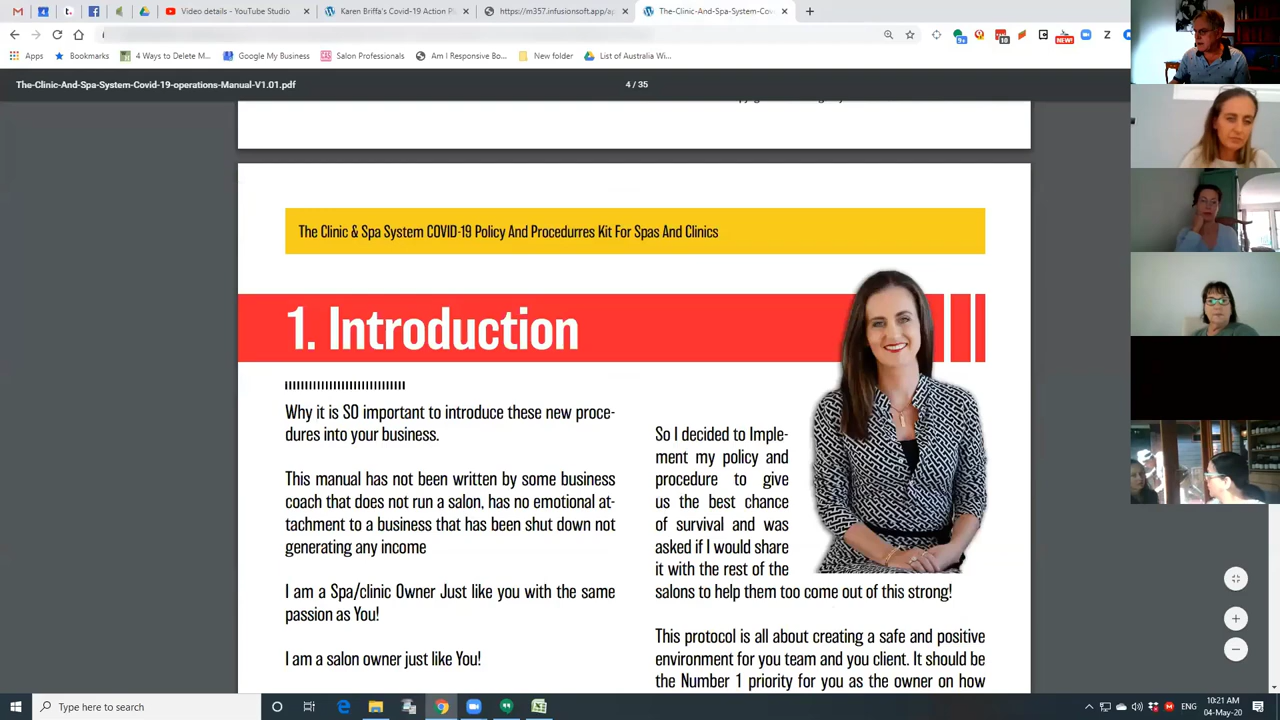 Video details - YouTube Studio
Karen Briffa's Covid-19 Action Pl
https://m357.infusionsoft.app/a
The-Clinic-And-Spa-System-Cov
Apps
Bookmarks
4 Ways to Delete M...
Google My Business
Salon Professionals
Am I Responsive Bo...
New folder
List of Australia Wi...
NEW!
The-Clinic-And-Spa-System-Covid-19-operations-Manual-V1.01.pdf
4 / 35
The Clinic & Spa System COVID-19 Policy And Procedurres Kit For Spas And Clinics
1. Introduction
Why it is SO important to introduce these new proce-
dures into your business.
This manual has not been written by some business
coach that does not run a salon, has no emotional at-
tachment to a business that has been shut down not
generating any income
I am a Spa/clinic Owner Just like you with the same
passion as You!
I am a salon owner just like You!
So I decided to Imple-
ment my policy and
procedure to give
us the best chance
of survival and was
asked if I would share
it with the rest of the
salons to help them too come out of this strong!
This protocol is all about creating a safe and positive
environment for you team and you client. It should be
the Number 1 priority for you as the owner on how
Type here to search
ENG
10:21 AM
04-May-20